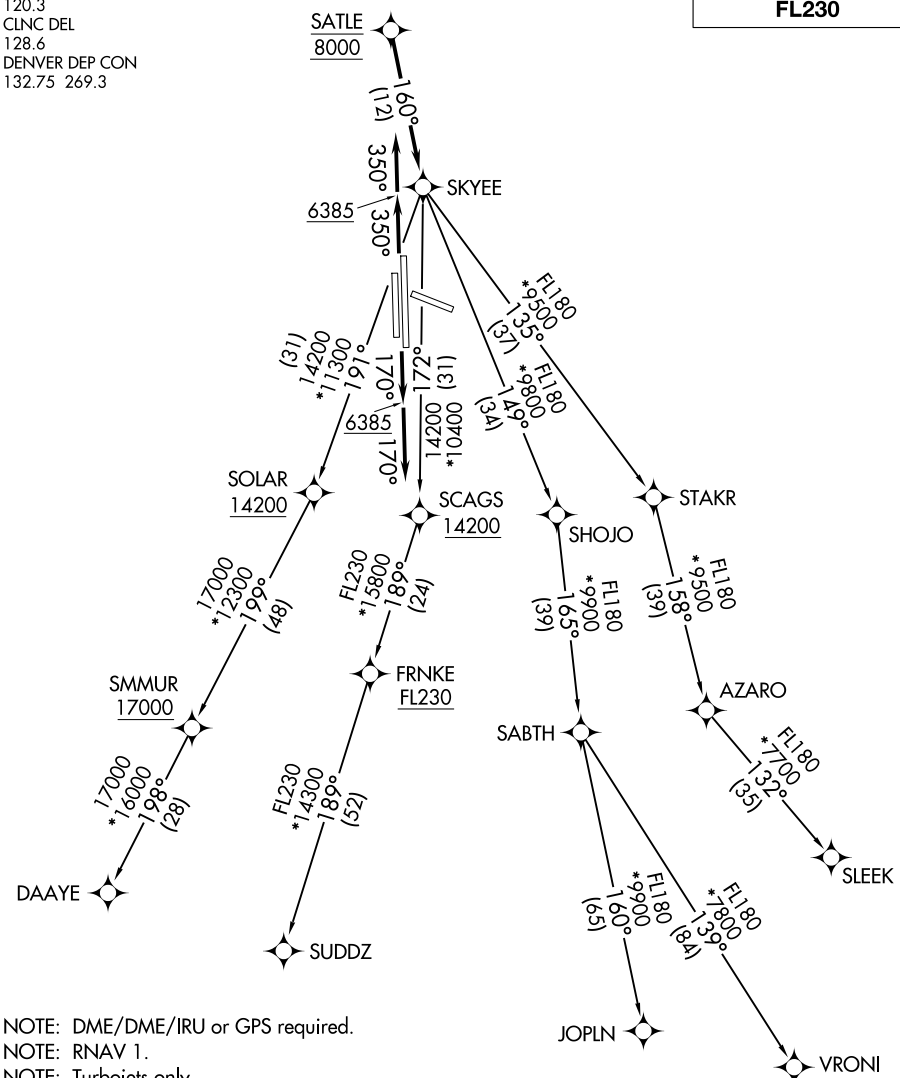 120.3
CLNC DEL
128.6
DENVER DEP CON
132.75 269.3
FL230
SATLE
8000
160°
(12)
SKYEE
350°
6385
350°
(31)
14200
*11300
191°
170°
6385
170°
172°
(31)
14200
*10400
FL180
*9800
149°
(34)
FL180
*9500
135°
(37)
SOLAR
14200
SCAGS
14200
SHOJO
STAKR
17000
*12300
199°
(48)
FL230
*15800
189°
(24)
FL180
*9900
165°
(39)
FL180
*9500
158°
(39)
SMMUR
17000
FRNKE
FL230
SABTH
AZARO
17000
*16000
198°
(28)
FL230
*14300
189°
(52)
FL180
*7700
132°
(35)
DAAYE
SUDDZ
SLEEK
FL180
*9900
160°
(65)
FL180
*7800
139°
(84)
JOPLN
VRONI
NOTE: DME/DME/IRU or GPS required.
NOTE: RNAV 1.
NOTE: Turbojets only.